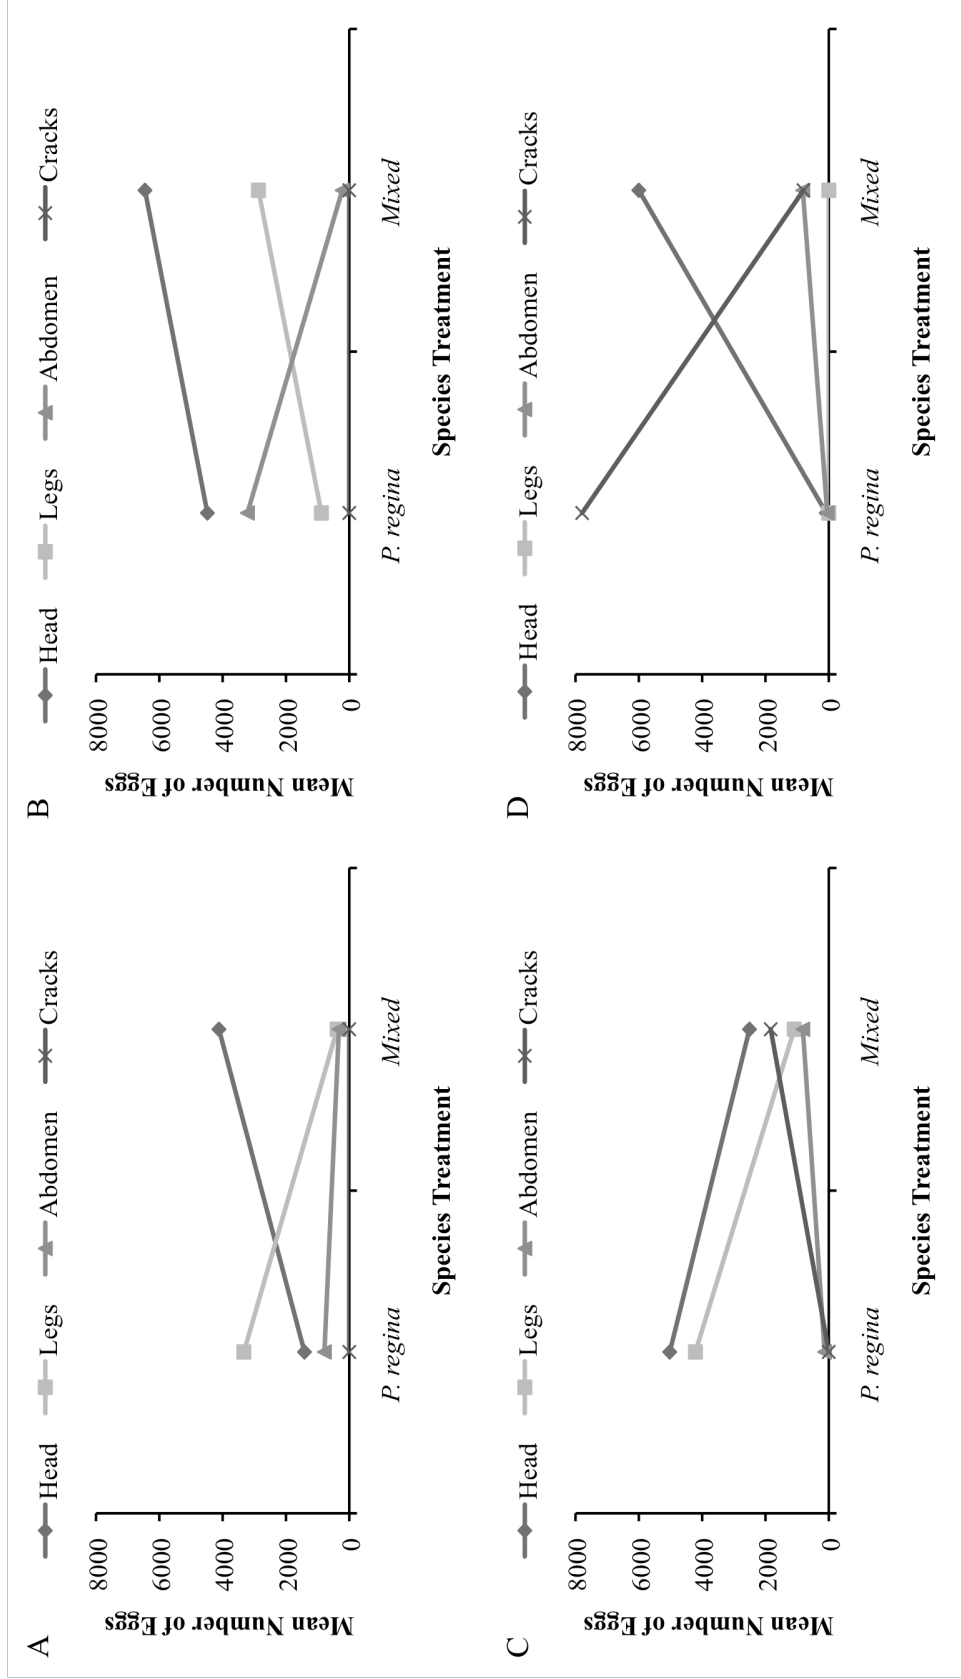 A
Head Legs Abdomen Cracks
Mean Number of Eggs
8000
6000
4000
2000
0
P. regina Mixed
Species Treatment
B
Head Legs Abdomen Cracks
Mean Number of Eggs
8000
6000
4000
2000
0
P. regina Mixed
Species Treatment
C
Head Legs Abdomen Cracks
Mean Number of Eggs
8000
6000
4000
2000
0
P. regina Mixed
Species Treatment
D
Head Legs Abdomen Cracks
Mean Number of Eggs
8000
6000
4000
2000
0
P. regina Mixed
Species Treatment